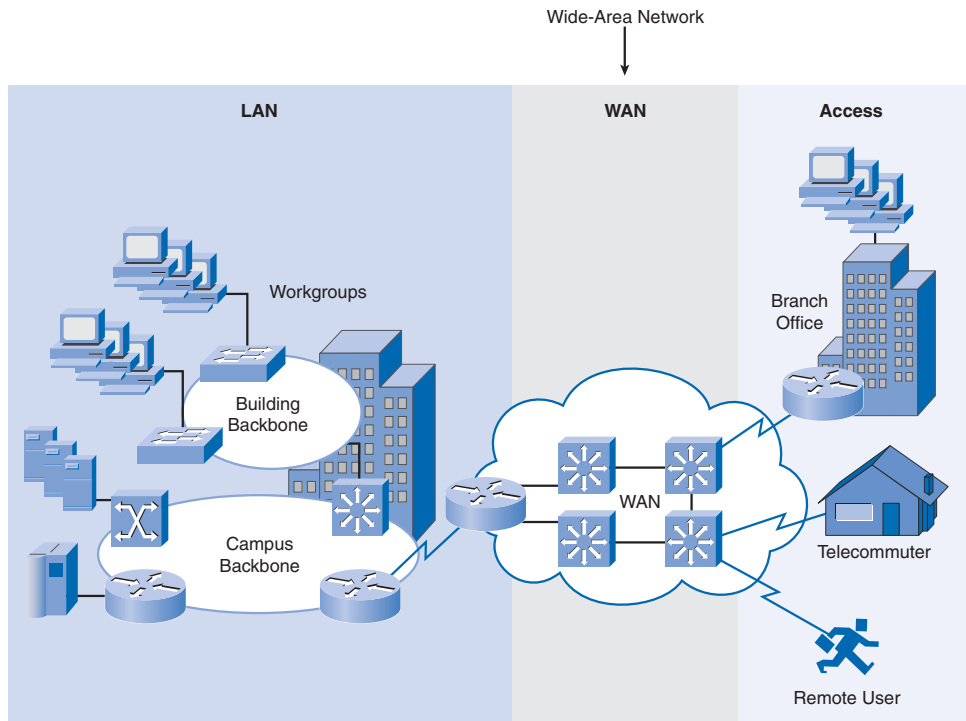 Wide-Area Network
LAN
WAN
Access
Workgroups
Branch
Office
Building
Backbone
WAN
Campus
Backbone
Telecommuter
Remote User